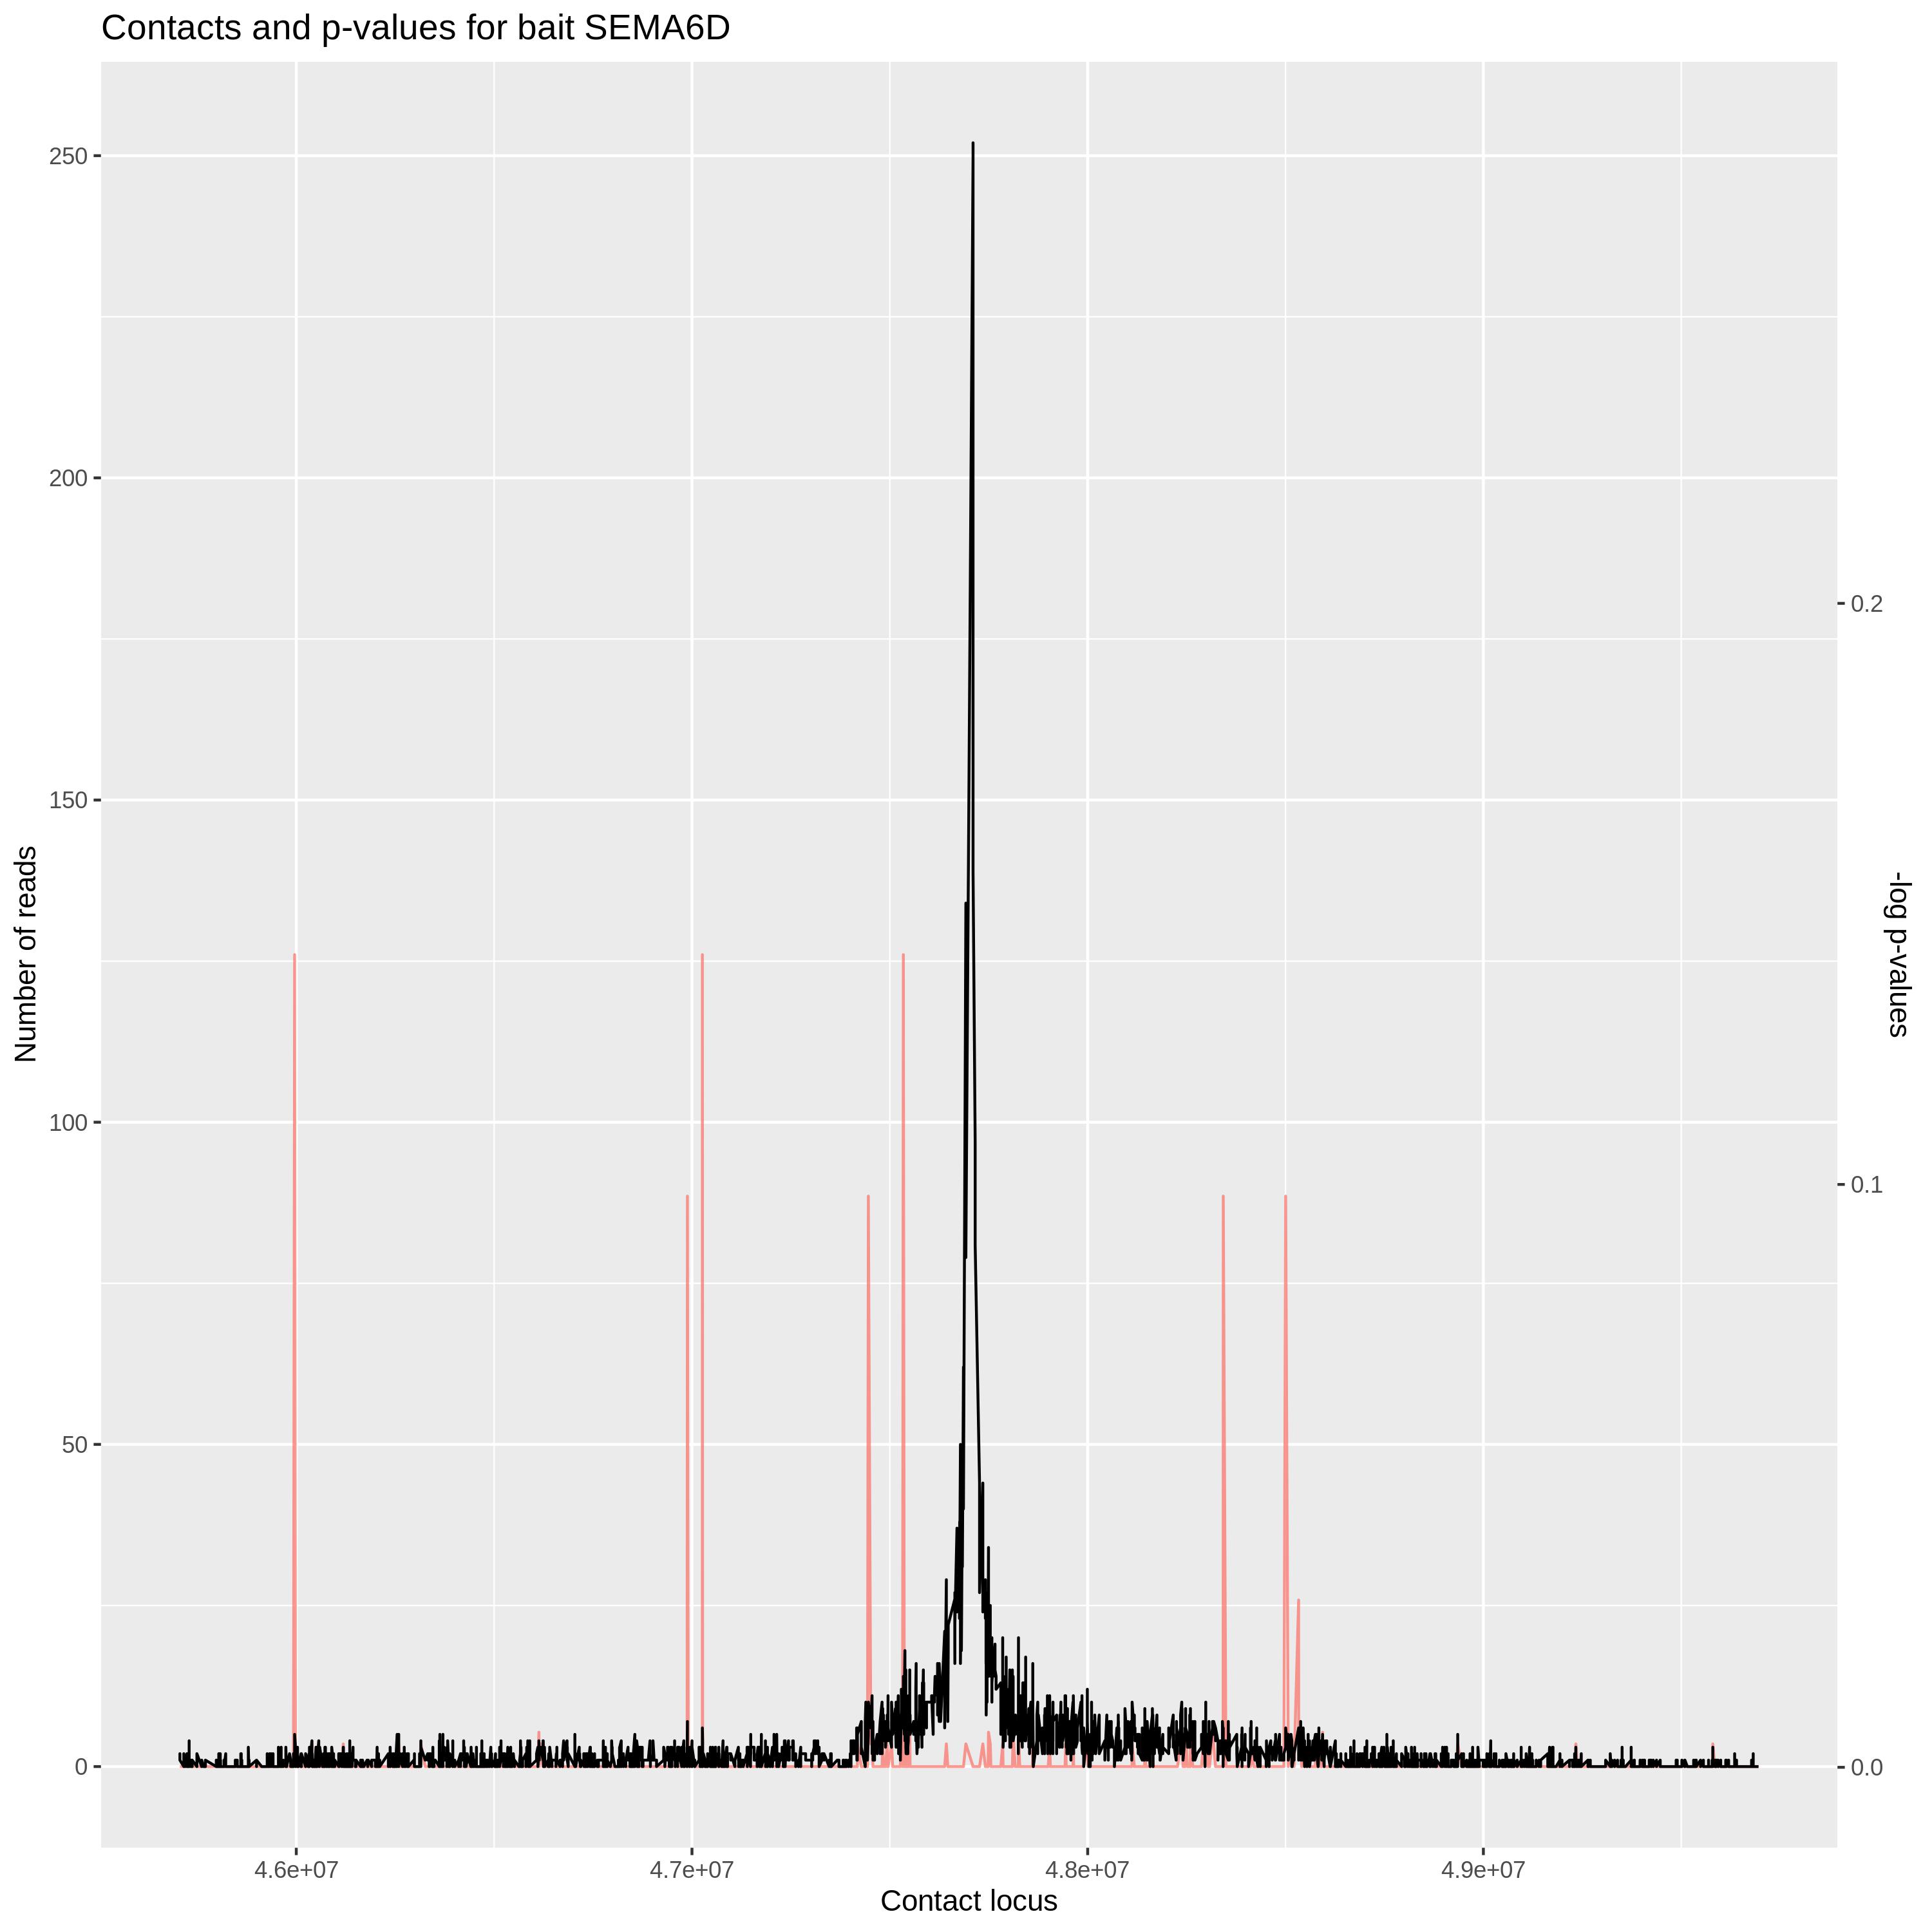 Contacts and p-values for bait SEMA6D
250
200
150
100
50
0
Number of reads
0.2
0.1
0.0
-log p-values
4.6e+07
4.7e+07
4.8e+07
4.9e+07
Contact locus